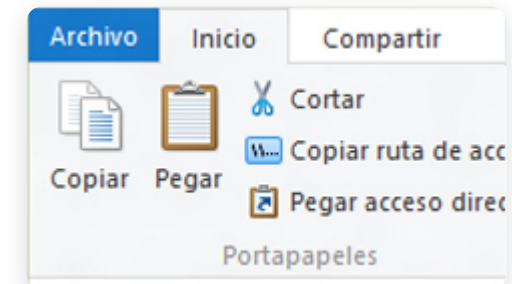 Archivo Inicio Compartir
Cortar
Copiar ruta de acc
Pegar acceso direc
Copiar Pegar
Portapapeles